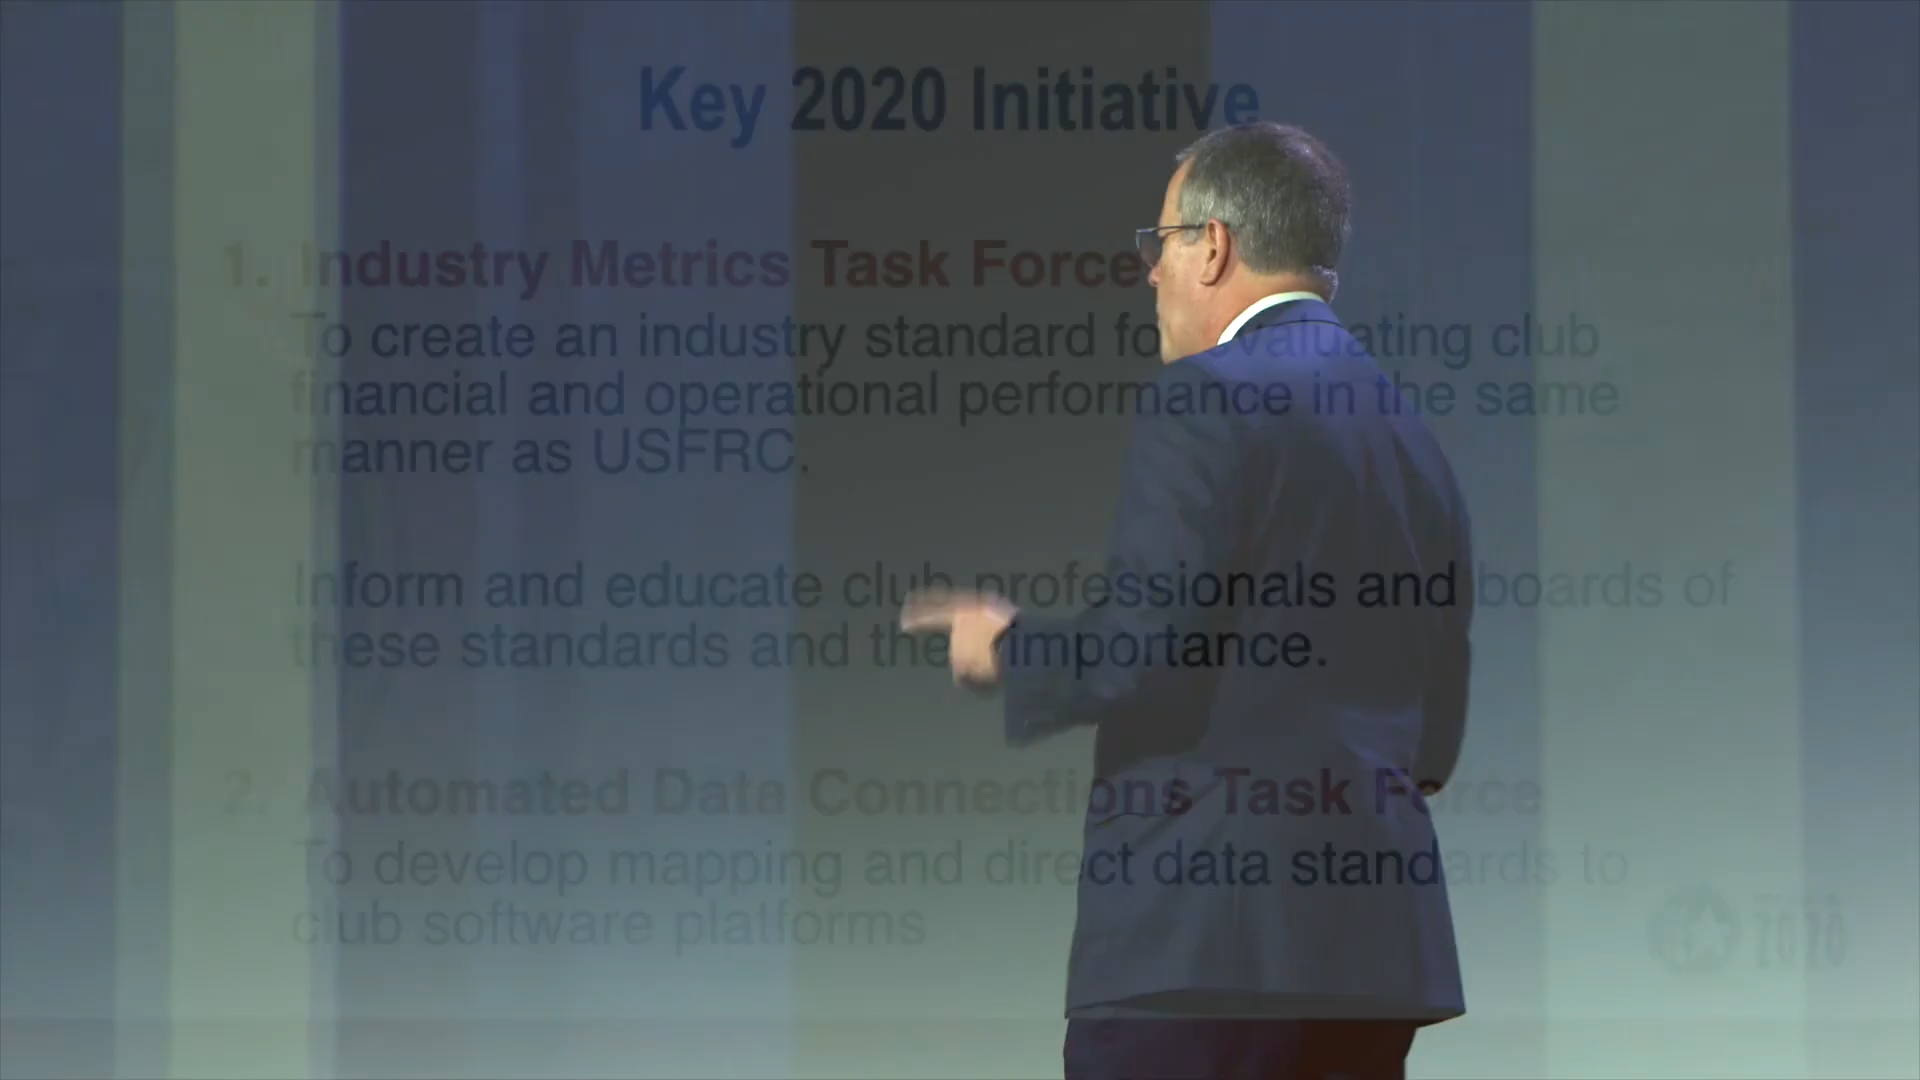 Key 2020 Initiative
1. Industry Metrics Task Force
To create an industry standard for evaluating club
financial and operational performance in the same
manner as USFRC.
Inform and educate club professionals and boards of
these standards and their importance.
2. Automated Data Connections Task Force
To develop mapping and direct data standards to
club software platforms
2020